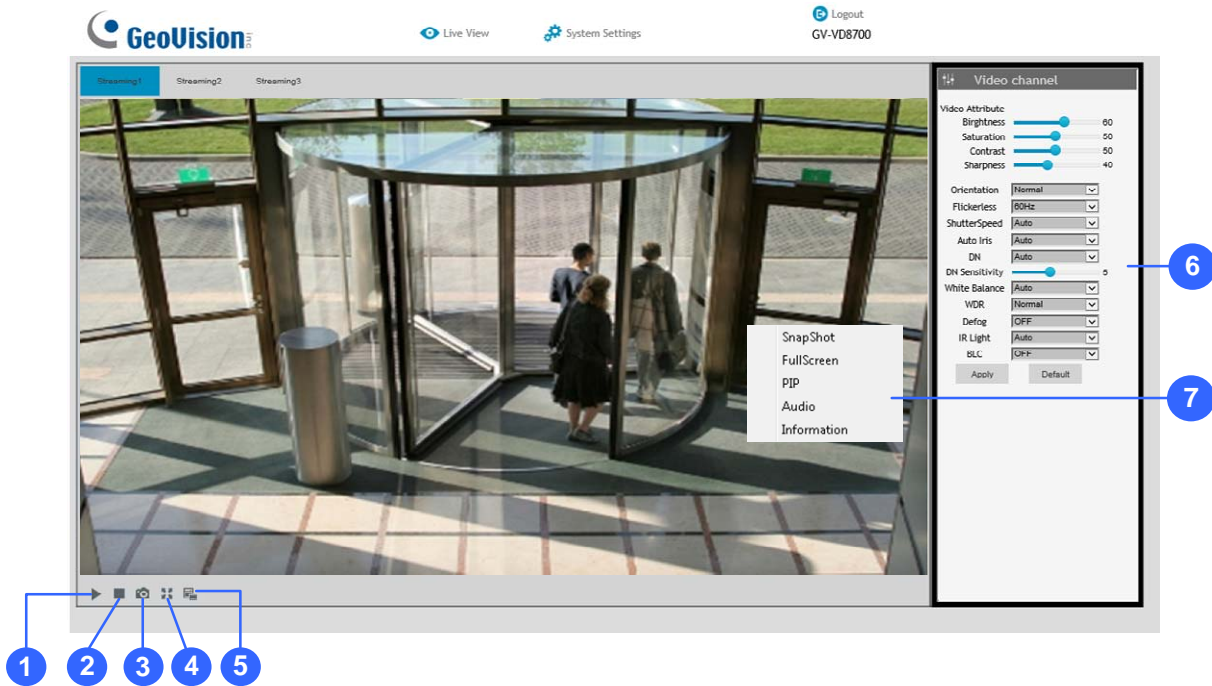 Logout
GeoVision inc
Live View
System Settings
GV-VD8700
Streaming1 Streaming2 Streaming3
Video channel
Video Attribute
Birghtness 60
Saturation 50
Contrast 50
Sharpness 40
Orientation Normal
Flickerless 60Hz
ShutterSpeed Auto
Auto Iris Auto
DN Auto
DN Sensitivity 5
White Balance Auto
WDR Normal
Defog OFF
IR Light Auto
BLC OFF
Apply Default
6
SnapShot
FullScreen
PIP
Audio
Information
7
1 2 3 4 5